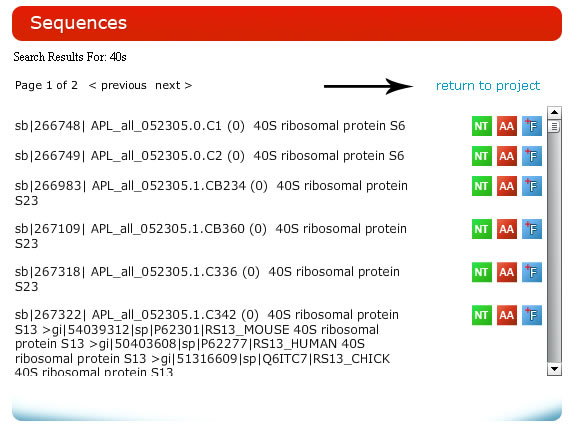 Sequences
Search Results For: 40s
Page 1 of 2 < previous next > return to project
sb|266748| APL_all_052305.0.C1 (0) 40S ribosomal protein S6 NT AA +F
sb|266749| APL_all_052305.0.C2 (0) 40S ribosomal protein S6 NT AA +F
sb|266983| APL_all_052305.1.CB234 (0) 40S ribosomal protein NT AA +F
S23
sb|267109| APL_all_052305.1.CB360 (0) 40S ribosomal protein NT AA +F
S23
sb|267318| APL_all_052305.1.C336 (0) 40S ribosomal protein NT AA +F
S23
sb|267322| APL_all_052305.1.C342 (0) 40S ribosomal protein NT AA +F
S13 >gi|54039312|sp|P62301|RS13_MOUSE 40S ribosomal
protein S13 >gi|50403608|sp|P62277|RS13_HUMAN 40S
ribosomal protein S13 >gi|51316609|sp|Q6ITC7|RS13_CHICK
40S ribosomal protein S13